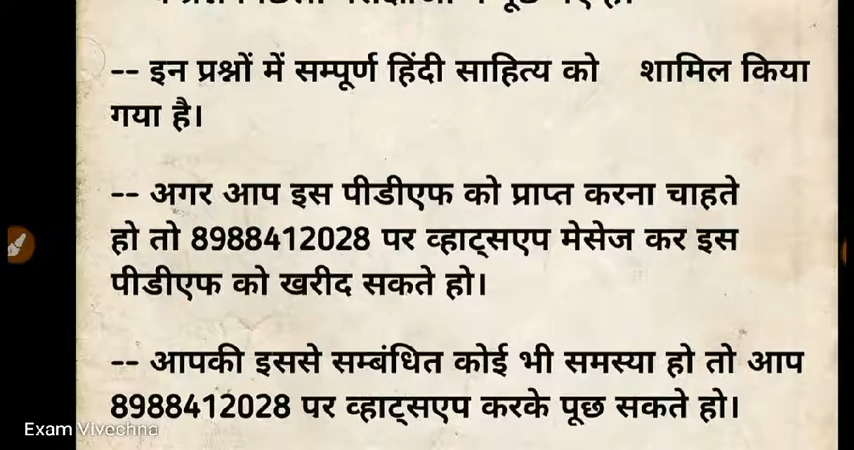 -- इन प्रश्नों में सम्पूर्ण हिंदी साहित्य को शामिल किया
गया है।
-- अगर आप इस पीडीएफ को प्राप्त करना चाहते
हो तो 8988412028 पर व्हाट्सएप मेसेज कर इस
पीडीएफ को खरीद सकते हो।
-- आपकी इससे सम्बंधित कोई भी समस्या हो तो आप
8988412028 पर व्हाट्सएप करके पूछ सकते हो।
Exam Vivechna